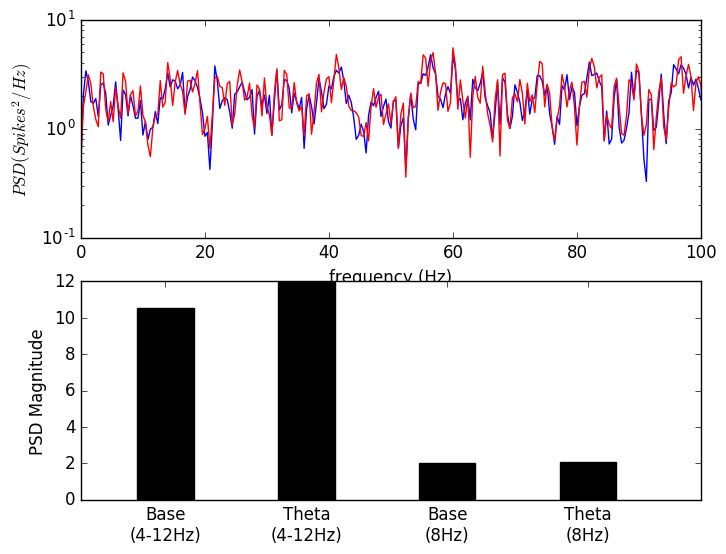 10^1
10^0
10^-1
PSD(Spikes^2/Hz)
0 20 40 60 80 100
frequency (Hz)
12
10
8
6
4
2
0
PSD Magnitude
Base Theta Base Theta
(4-12Hz) (4-12Hz) (8Hz) (8Hz)